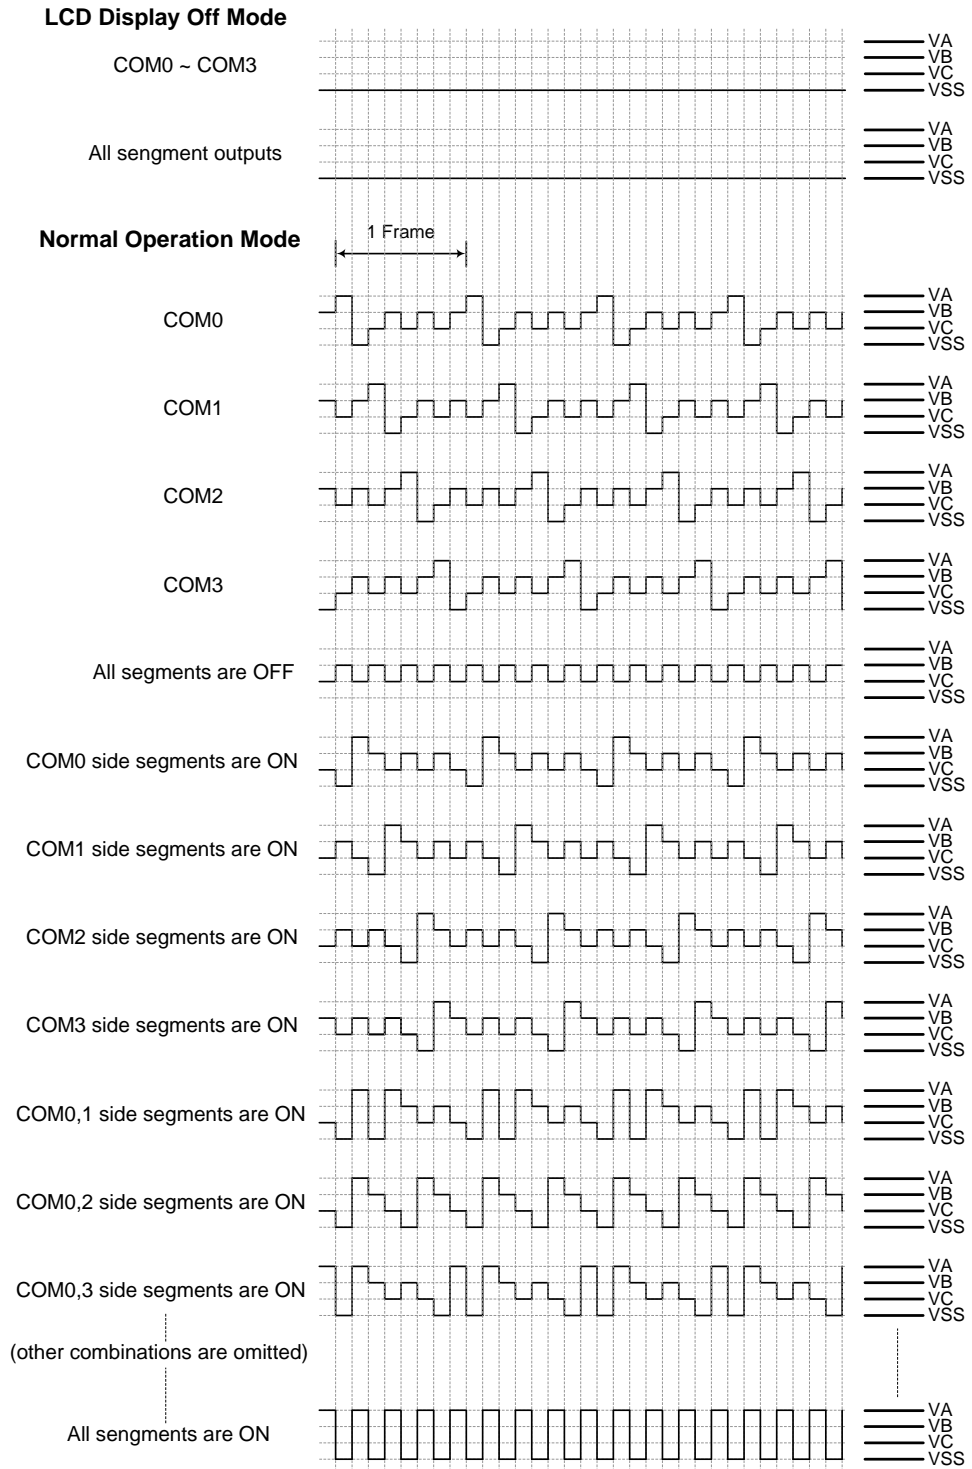 LCD Display Off Mode
COM0 ~ COM3
VA
VB
VC
VSS
All sengment outputs
VA
VB
VC
VSS
Normal Operation Mode
1 Frame
COM0
VA
VB
VC
VSS
COM1
VA
VB
VC
VSS
COM2
VA
VB
VC
VSS
COM3
VA
VB
VC
VSS
All segments are OFF
VA
VB
VC
VSS
COM0 side segments are ON
VA
VB
VC
VSS
COM1 side segments are ON
VA
VB
VC
VSS
COM2 side segments are ON
VA
VB
VC
VSS
COM3 side segments are ON
VA
VB
VC
VSS
COM0,1 side segments are ON
VA
VB
VC
VSS
COM0,2 side segments are ON
VA
VB
VC
VSS
COM0,3 side segments are ON
VA
VB
VC
VSS
(other combinations are omitted)
All sengments are ON
VA
VB
VC
VSS